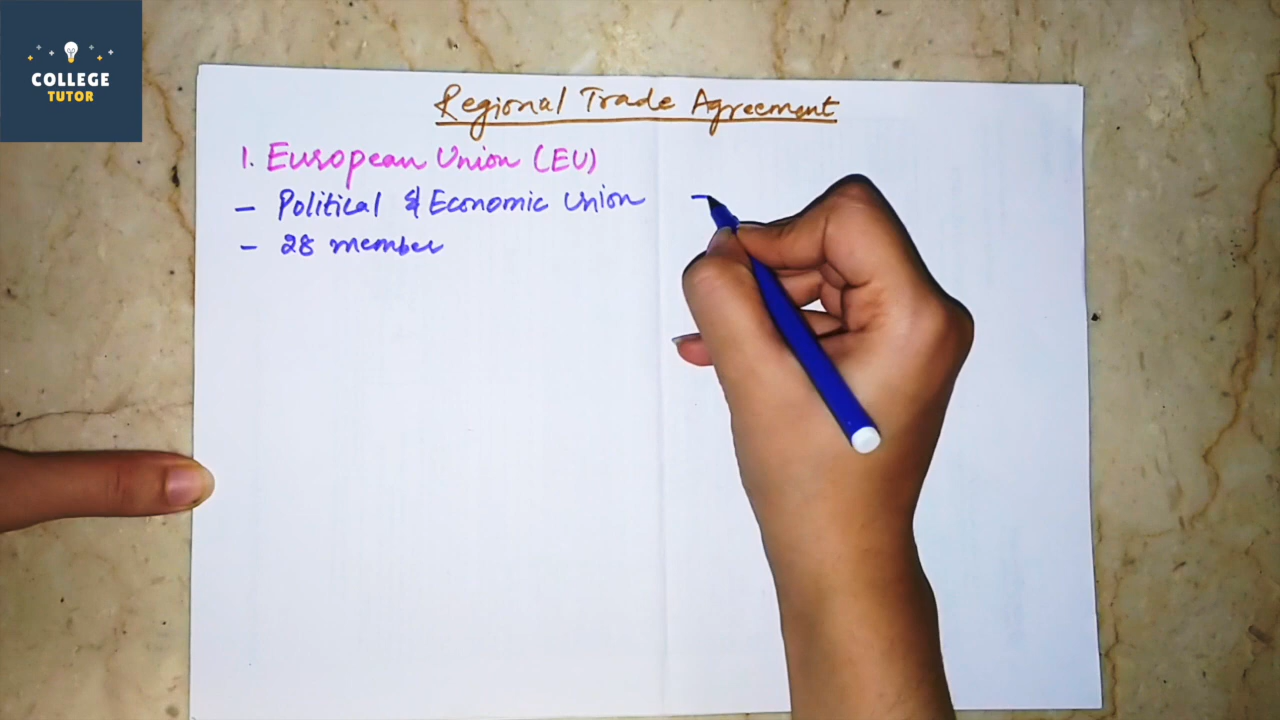 COLLEGE
TUTOR
Regional Trade Agreement
1. European Union (EU)
- Political & Economic Union
- 28 member